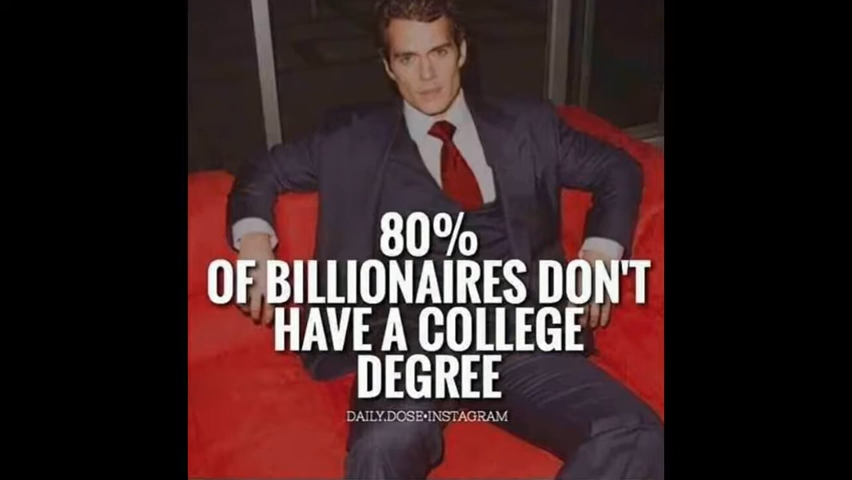 80%
OF BILLIONAIRES DON'T
HAVE A COLLEGE
DEGREE
DAILY.DOSE•INSTAGRAM